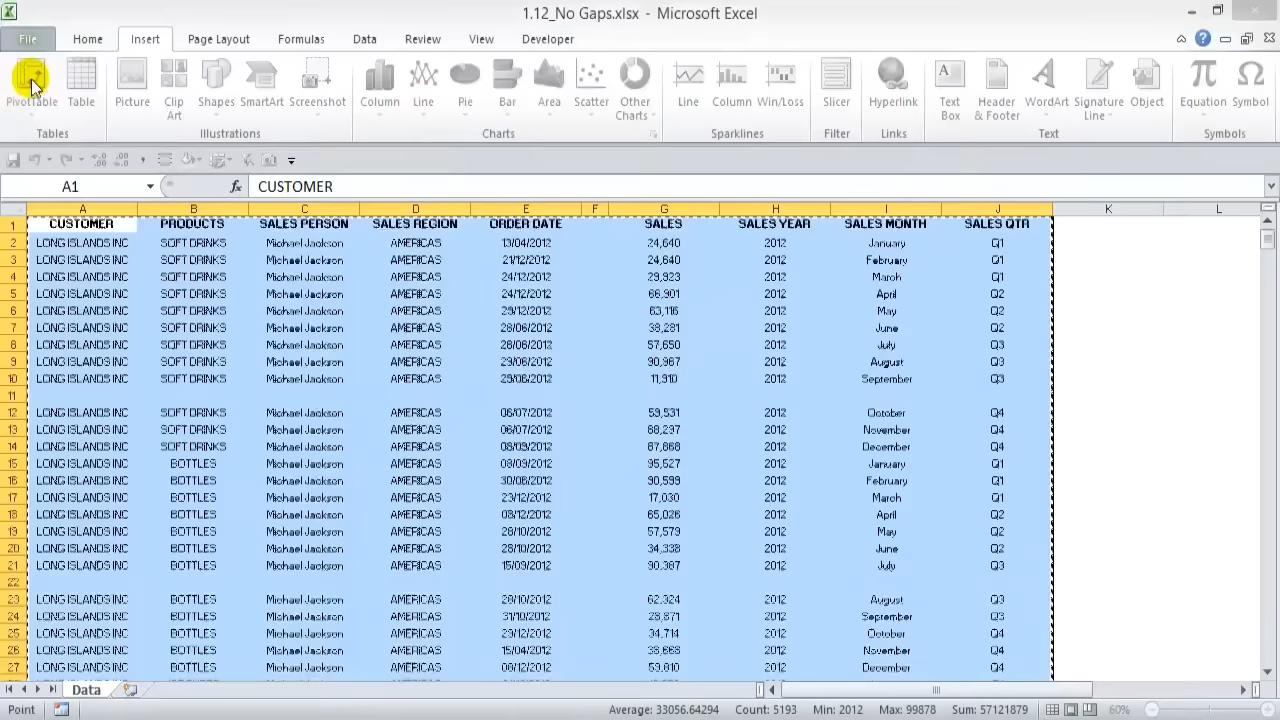 1.12_No Gaps.xlsx - Microsoft Excel
File Home Insert Page Layout Formulas Data Review View Developer
PivotTable Table Picture Clip Art Shapes SmartArt Screenshot Column Line Pie Bar Area Scatter Other Charts Line Column Win/Loss Slicer Hyperlink Text Box Header & Footer WordArt Signature Line Object Equation Symbol
Tables Illustrations Charts Sparklines Filter Links Text Symbols
A1 fx CUSTOMER
A B C D E F G H I J K L
1 CUSTOMER PRODUCTS SALES PERSON SALES REGION ORDER DATE SALES SALES YEAR SALES MONTH SALES QTR
2 LONG ISLANDS INC SOFT DRINKS Michael Jackson AMERICAS 13/04/2012 24,640 2012 January Q1
3 LONG ISLANDS INC SOFT DRINKS Michael Jackson AMERICAS 21/12/2012 24,640 2012 February Q1
4 LONG ISLANDS INC SOFT DRINKS Michael Jackson AMERICAS 24/12/2012 29,923 2012 March Q1
5 LONG ISLANDS INC SOFT DRINKS Michael Jackson AMERICAS 24/12/2012 66,901 2012 April Q2
6 LONG ISLANDS INC SOFT DRINKS Michael Jackson AMERICAS 29/12/2012 63,116 2012 May Q2
7 LONG ISLANDS INC SOFT DRINKS Michael Jackson AMERICAS 28/06/2012 38,281 2012 June Q2
8 LONG ISLANDS INC SOFT DRINKS Michael Jackson AMERICAS 28/06/2012 57,650 2012 July Q3
9 LONG ISLANDS INC SOFT DRINKS Michael Jackson AMERICAS 29/06/2012 90,967 2012 August Q3
10 LONG ISLANDS INC SOFT DRINKS Michael Jackson AMERICAS 29/06/2012 11,910 2012 September Q3
11
12 LONG ISLANDS INC SOFT DRINKS Michael Jackson AMERICAS 06/07/2012 59,531 2012 October Q4
13 LONG ISLANDS INC SOFT DRINKS Michael Jackson AMERICAS 06/07/2012 88,297 2012 November Q4
14 LONG ISLANDS INC SOFT DRINKS Michael Jackson AMERICAS 08/09/2012 87,868 2012 December Q4
15 LONG ISLANDS INC BOTTLES Michael Jackson AMERICAS 08/09/2012 95,527 2012 January Q1
16 LONG ISLANDS INC BOTTLES Michael Jackson AMERICAS 30/06/2012 90,599 2012 February Q1
17 LONG ISLANDS INC BOTTLES Michael Jackson AMERICAS 23/12/2012 17,030 2012 March Q1
18 LONG ISLANDS INC BOTTLES Michael Jackson AMERICAS 08/12/2012 65,026 2012 April Q2
19 LONG ISLANDS INC BOTTLES Michael Jackson AMERICAS 28/10/2012 57,579 2012 May Q2
20 LONG ISLANDS INC BOTTLES Michael Jackson AMERICAS 28/10/2012 34,338 2012 June Q2
21 LONG ISLANDS INC BOTTLES Michael Jackson AMERICAS 15/09/2012 90,387 2012 July Q3
22
23 LONG ISLANDS INC BOTTLES Michael Jackson AMERICAS 28/10/2012 62,324 2012 August Q3
24 LONG ISLANDS INC BOTTLES Michael Jackson AMERICAS 31/10/2012 28,871 2012 September Q3
25 LONG ISLANDS INC BOTTLES Michael Jackson AMERICAS 29/12/2012 34,714 2012 October Q4
26 LONG ISLANDS INC BOTTLES Michael Jackson AMERICAS 15/04/2012 38,668 2012 November Q4
27 LONG ISLANDS INC BOTTLES Michael Jackson AMERICAS 08/12/2012 59,810 2012 December Q4
Data
Point Average: 33056.64294 Count: 5193 Min: 2012 Max: 99878 Sum: 57121879 60%